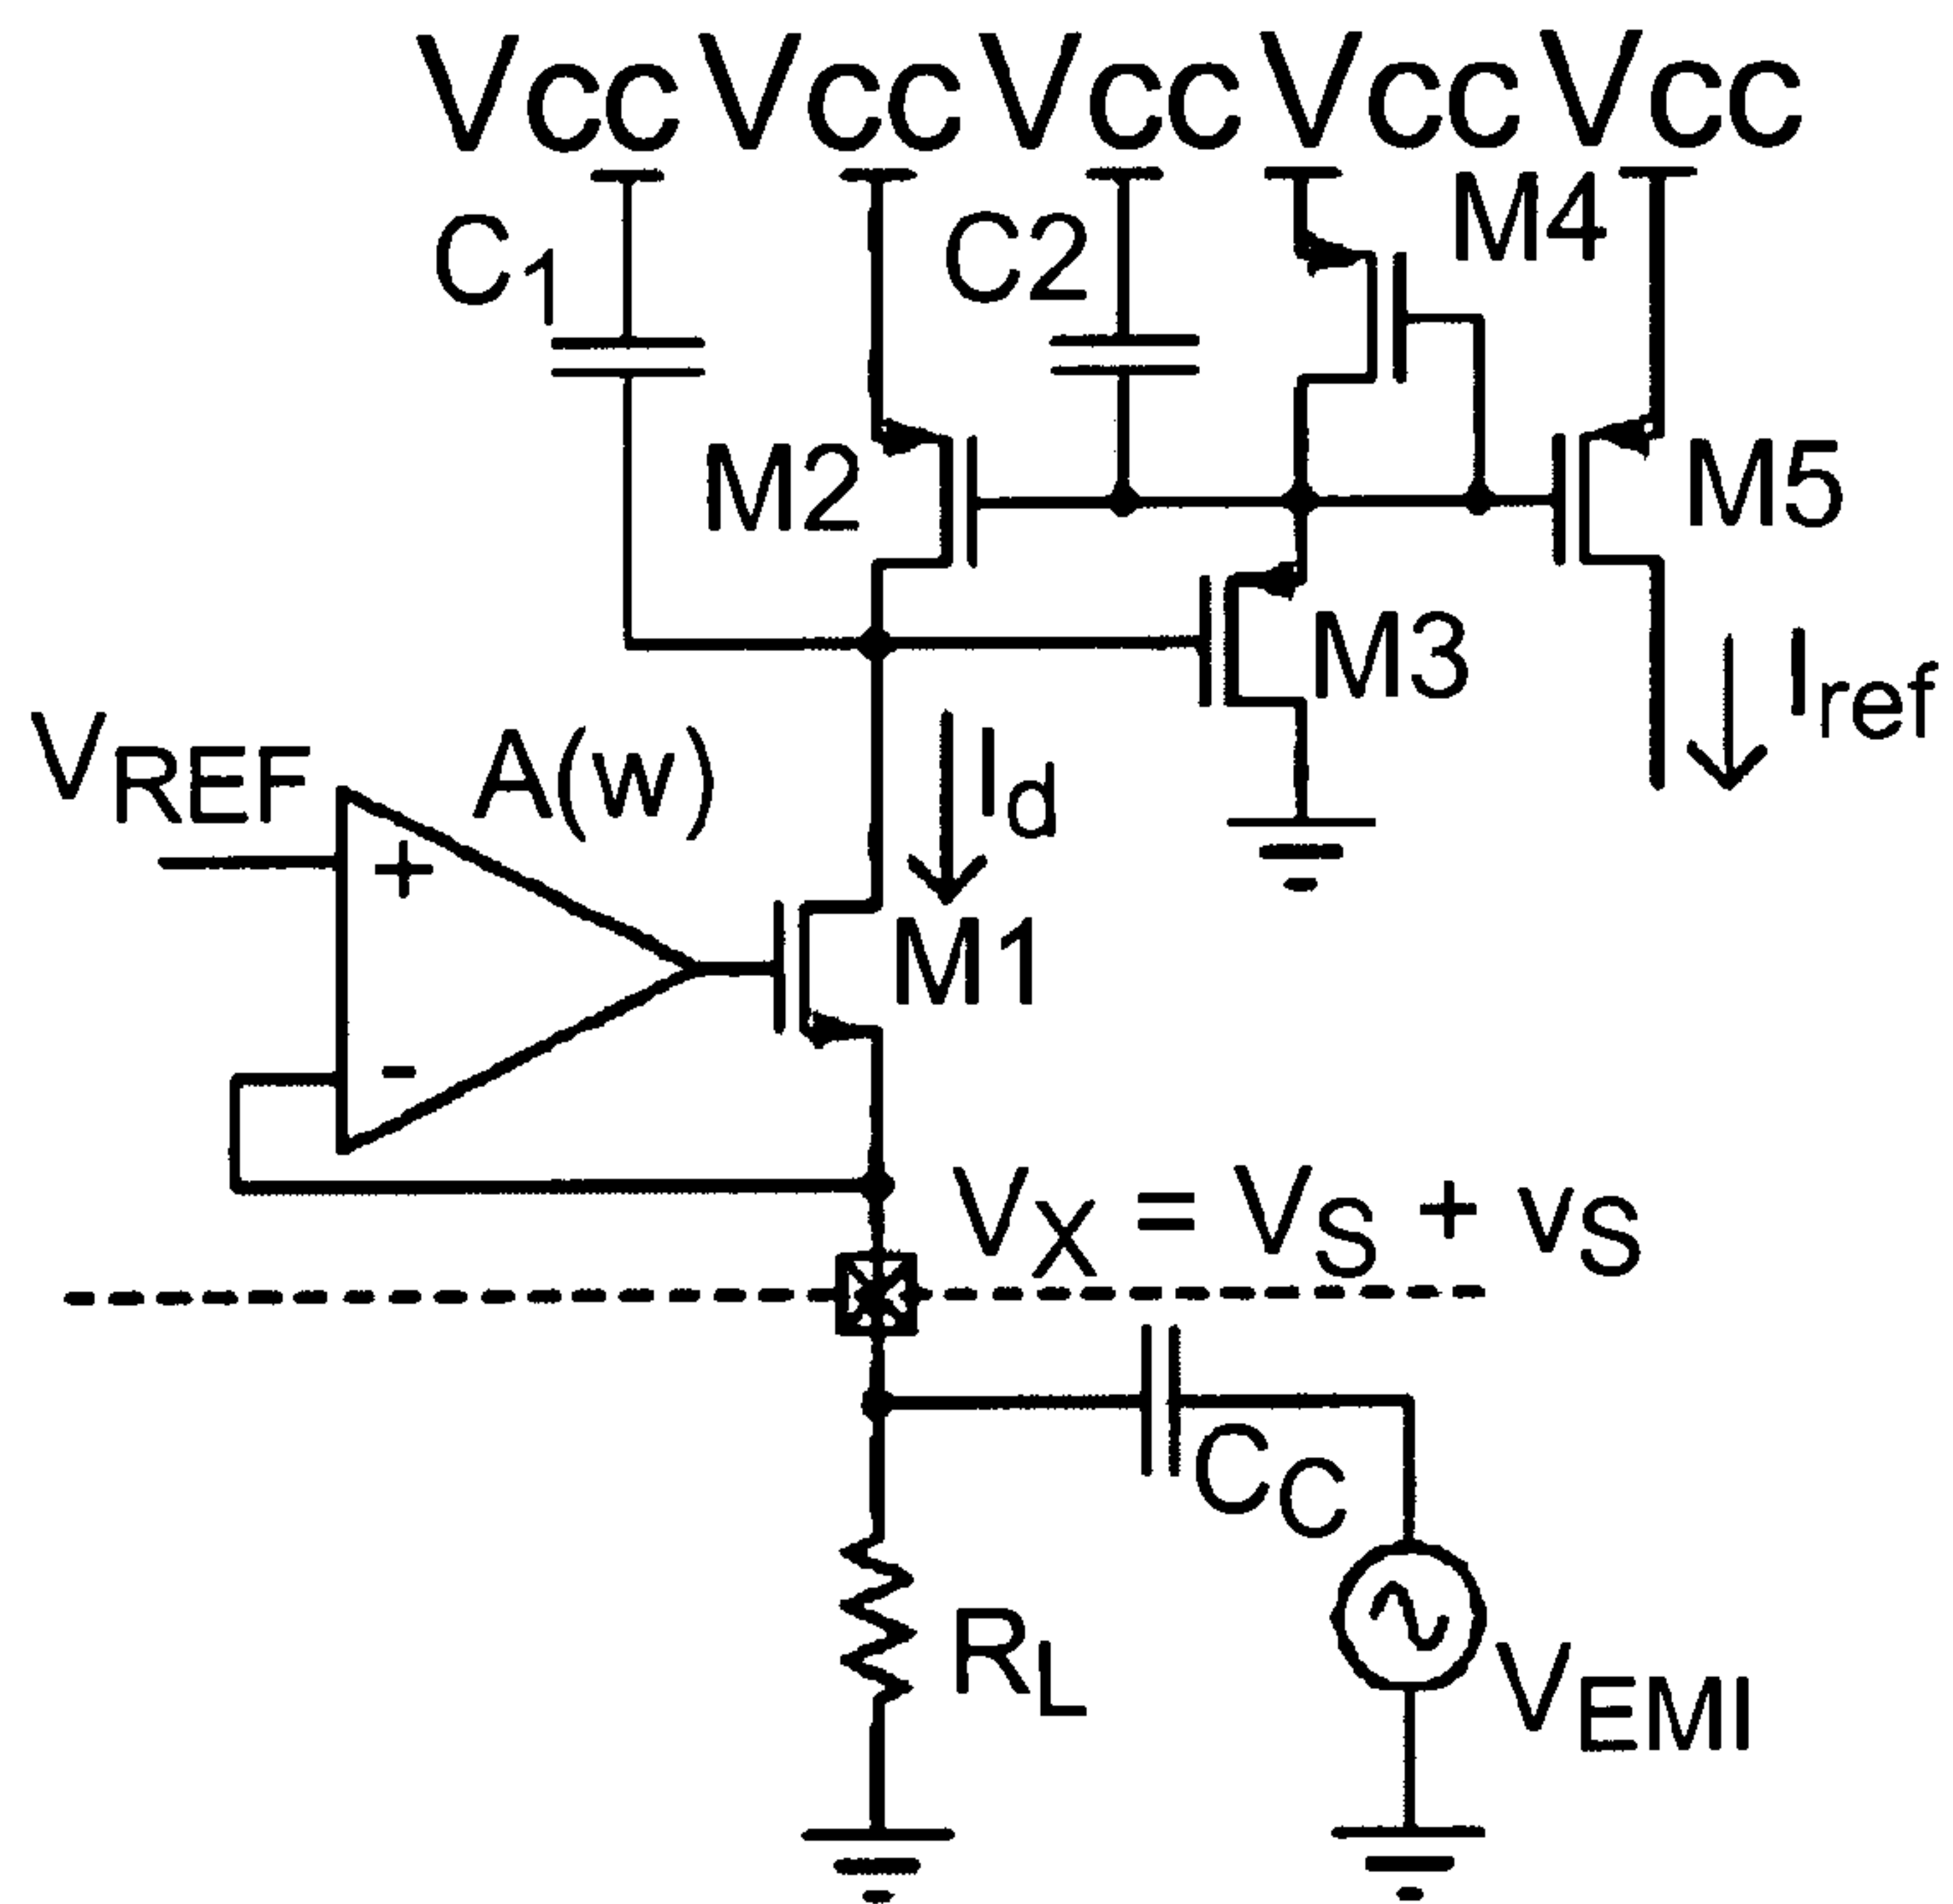 Vcc Vcc Vcc Vcc Vcc
C1 C2 M4
M2 M5
M3
Iref
VREF A(w) Id
+
M1
-
VX = VS + vS
CC
RL
VEMI